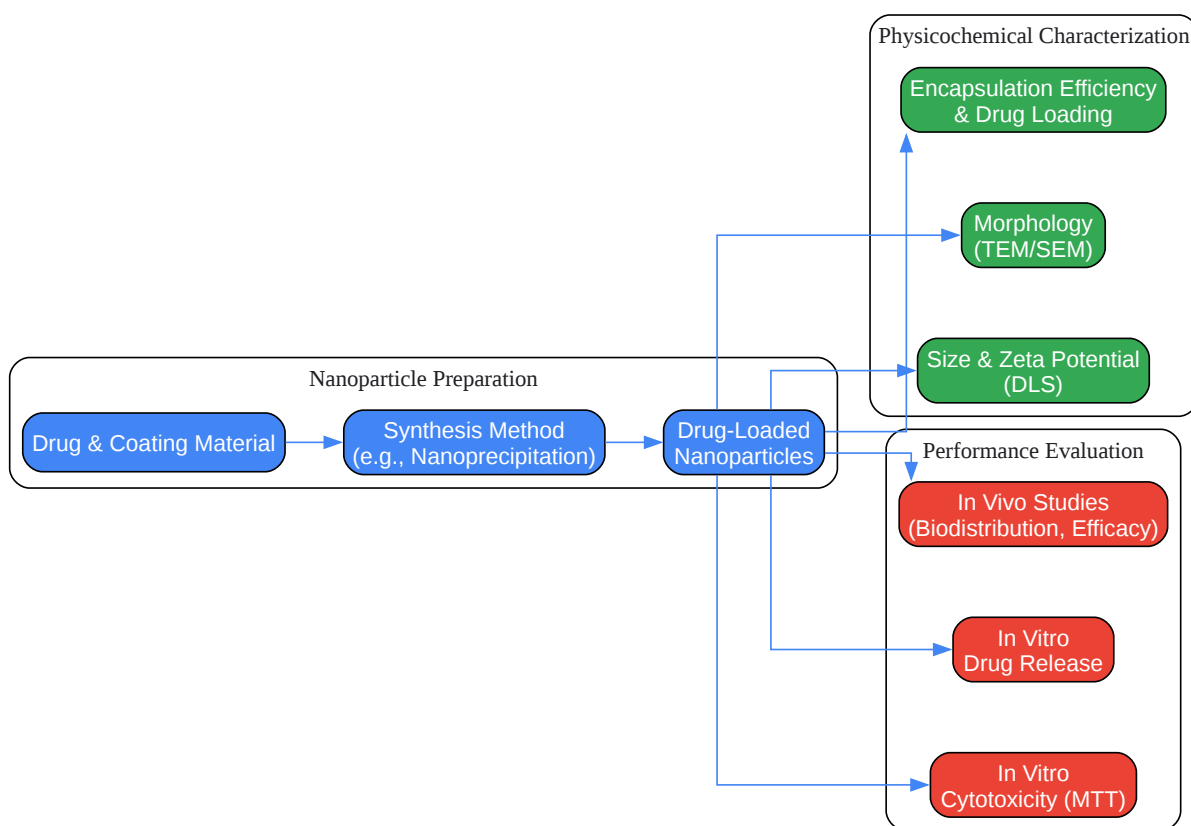 Physicochemical Characterization
Encapsulation Efficiency
& Drug Loading
Morphology
(TEM/SEM)
Size & Zeta Potential
(DLS)
Nanoparticle Preparation
Drug & Coating Material
Synthesis Method
(e.g., Nanoprecipitation)
Drug-Loaded
Nanoparticles
Performance Evaluation
In Vivo Studies
(Biodistribution, Efficacy)
In Vitro
Drug Release
In Vitro
Cytotoxicity (MTT)